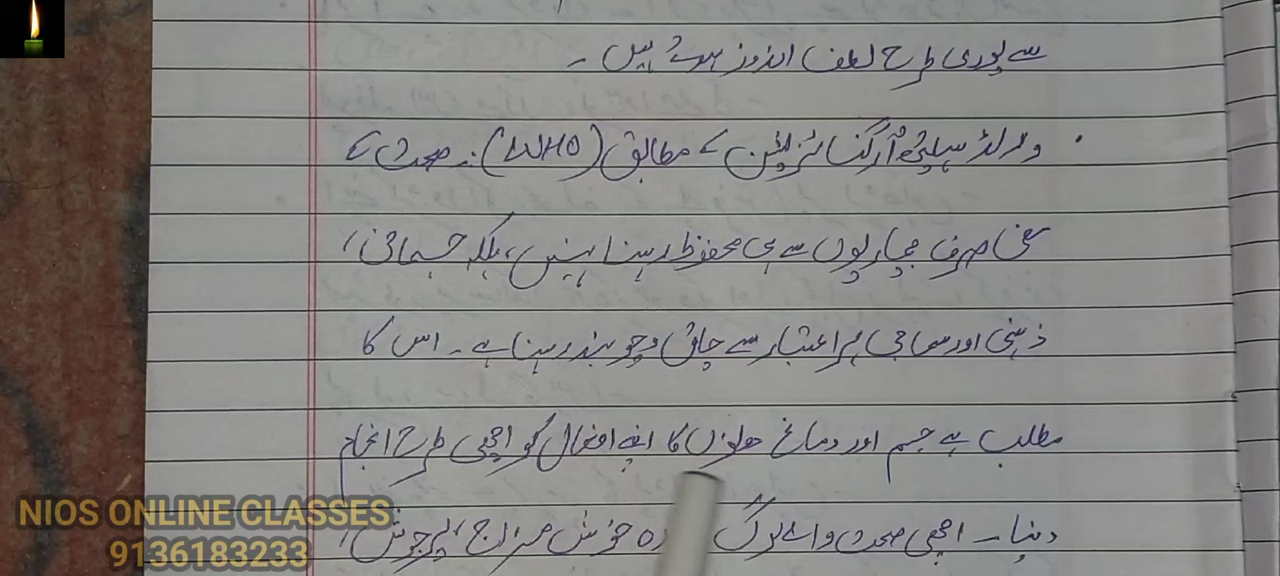 سے پوری طرح لطف اندوز ہوتے ہیں ۔
ورلڈ ہیلتھ آرگنائزیشن کے مطابق (WHO):۔ صحت کے
معنی صرف بیماریوں سے ہی محفوظ رہنا نہیں، بلکہ جسمانی،
ذہنی اور سماجی ہر اعتبار سے چاق و چوبند رہنا ہے ۔ اس کا
مطلب ہے جسم اور دماغ دونوں کا اپنے افعال کو اچھی طرح انجام
دینا ۔ اچھی صحت والے لوگ خوش مزاج، پرجوش،
NIOS ONLINE CLASSES
9136183233